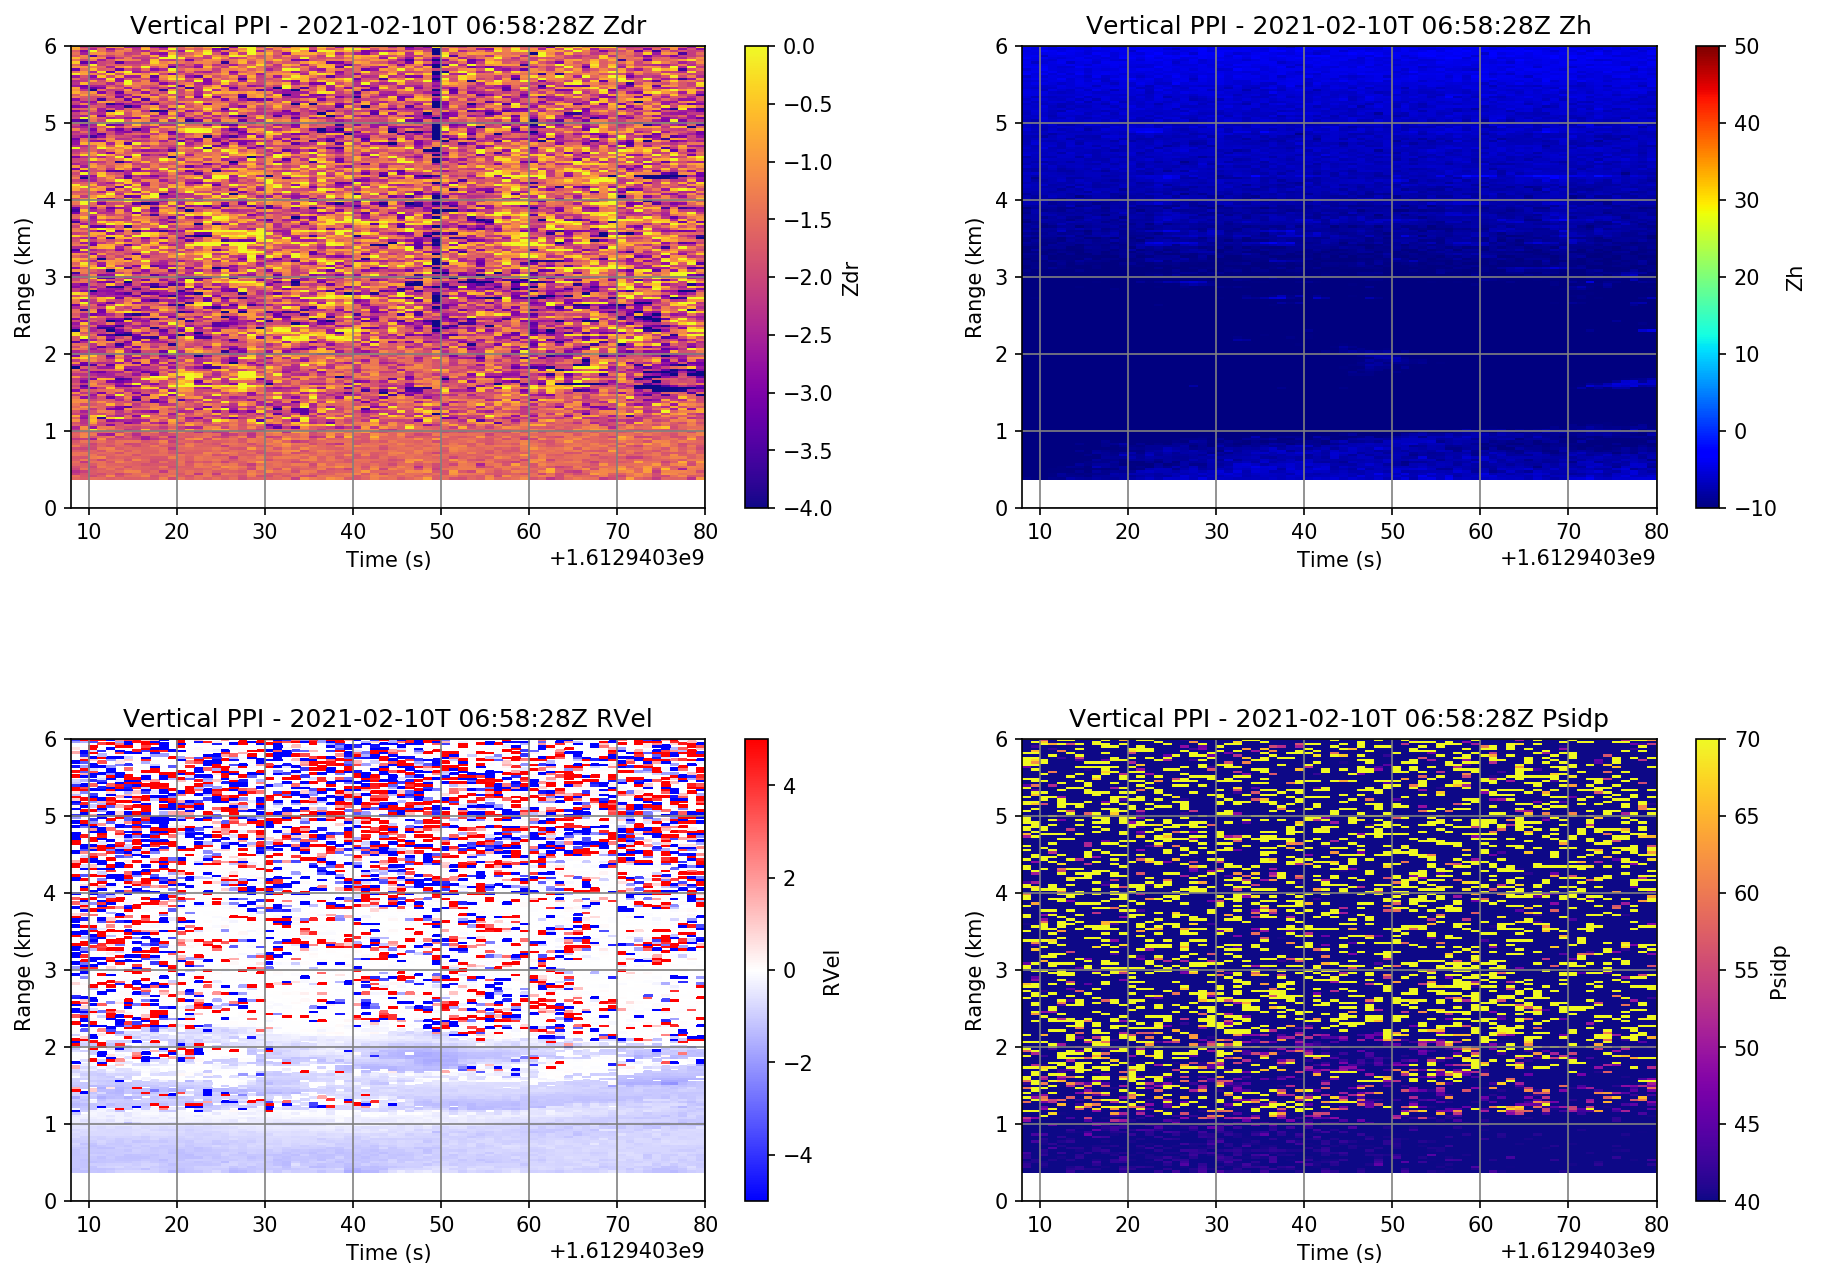 Vertical PPI - 2021-02-10T 06:58:28Z Zdr
6
5
4
3
2
1
0
Range (km)
10 20 30 40 50 60 70 80
Time (s)
+1.6129403e9
0.0
−0.5
−1.0
−1.5
−2.0
−2.5
−3.0
−3.5
−4.0
Zdr
Vertical PPI - 2021-02-10T 06:58:28Z Zh
6
5
4
3
2
1
0
Range (km)
10 20 30 40 50 60 70 80
Time (s)
+1.6129403e9
50
40
30
20
10
0
−10
Zh
Vertical PPI - 2021-02-10T 06:58:28Z RVel
6
5
4
3
2
1
0
Range (km)
10 20 30 40 50 60 70 80
Time (s)
+1.6129403e9
4
2
0
−2
−4
RVel
Vertical PPI - 2021-02-10T 06:58:28Z Psidp
6
5
4
3
2
1
0
Range (km)
10 20 30 40 50 60 70 80
Time (s)
+1.6129403e9
70
65
60
55
50
45
40
Psidp